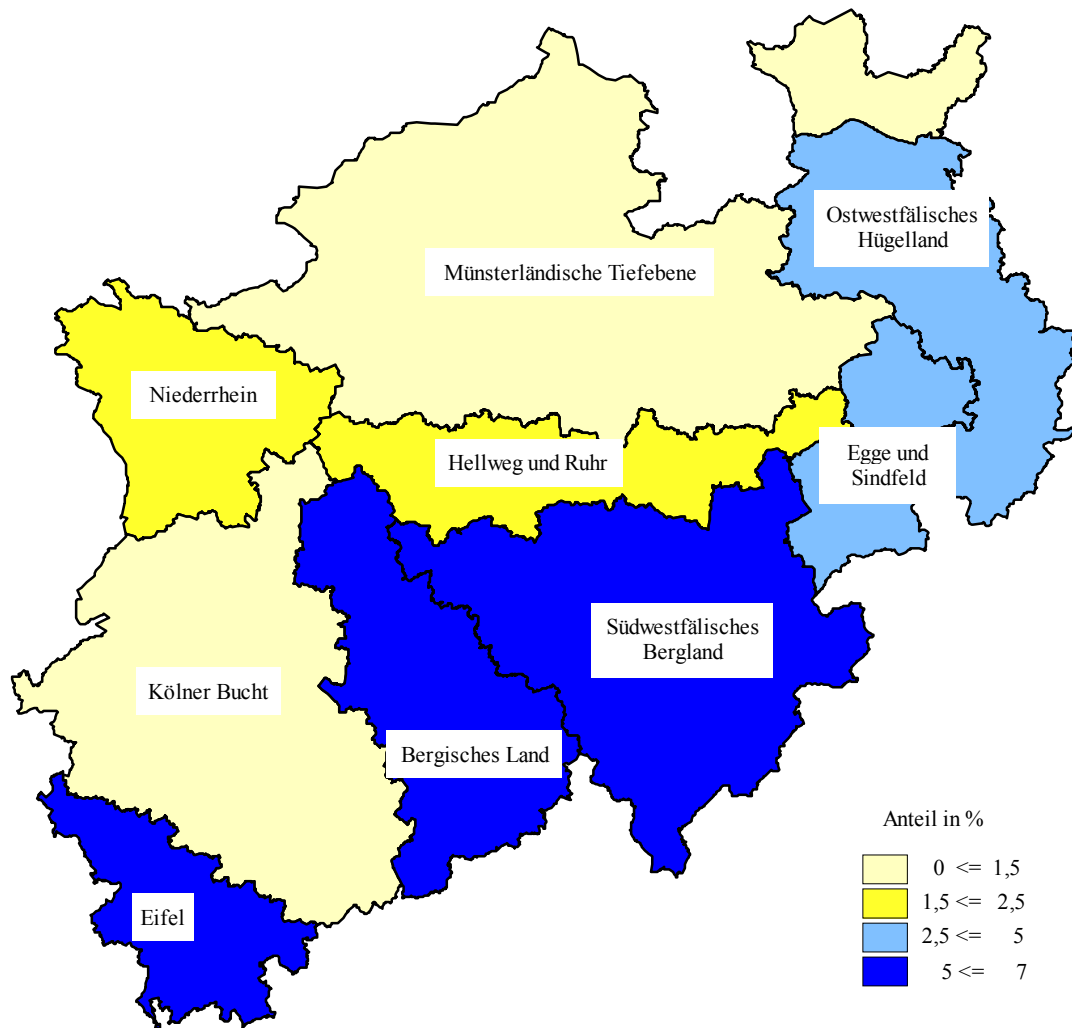 Ostwestfälisches
Hügelland
Münsterländische Tiefebene
Niederrhein
Hellweg und Ruhr
Egge und
Sindfeld
Südwestfälisches
Bergland
Kölner Bucht
Bergisches Land
Eifel
Anteil in %
0 <= 1,5
1,5 <= 2,5
2,5 <= 5
5 <= 7